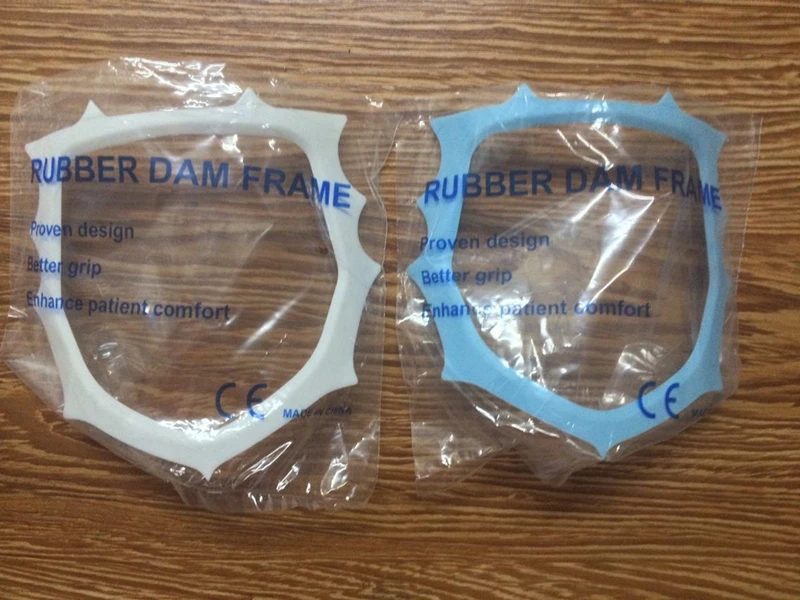 RUBBER DAM FRAME
Proven design
Better grip
Enhance patient comfort
CE MADE IN CHINA
RUBBER DAM FRAME
Proven design
Better grip
Enhance patient comfort
CE